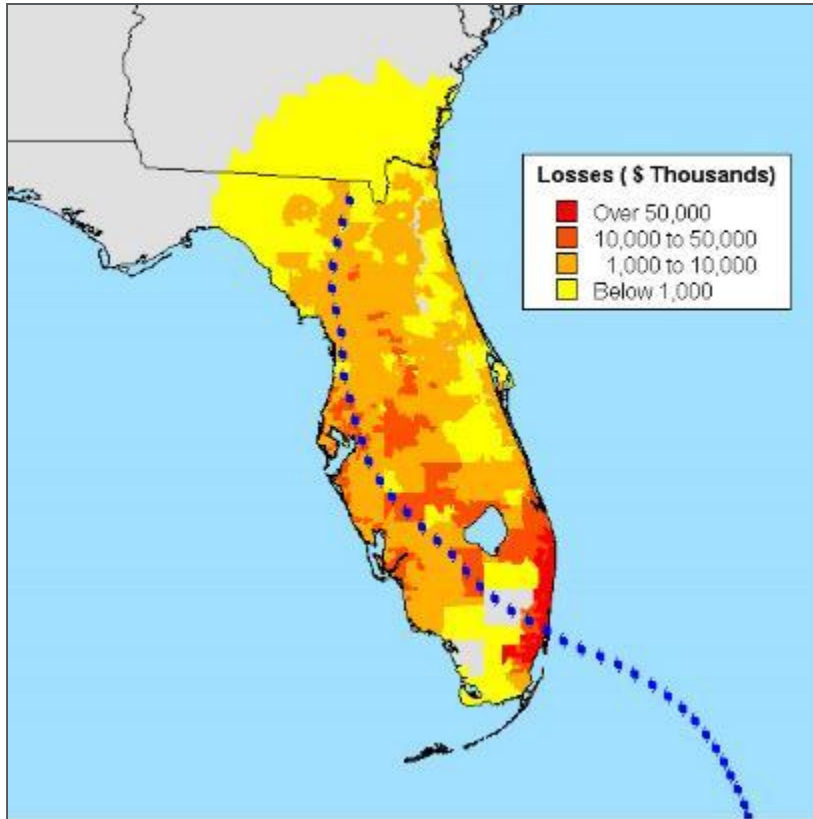 Losses ( $ Thousands)
Over 50,000
10,000 to 50,000
1,000 to 10,000
Below 1,000